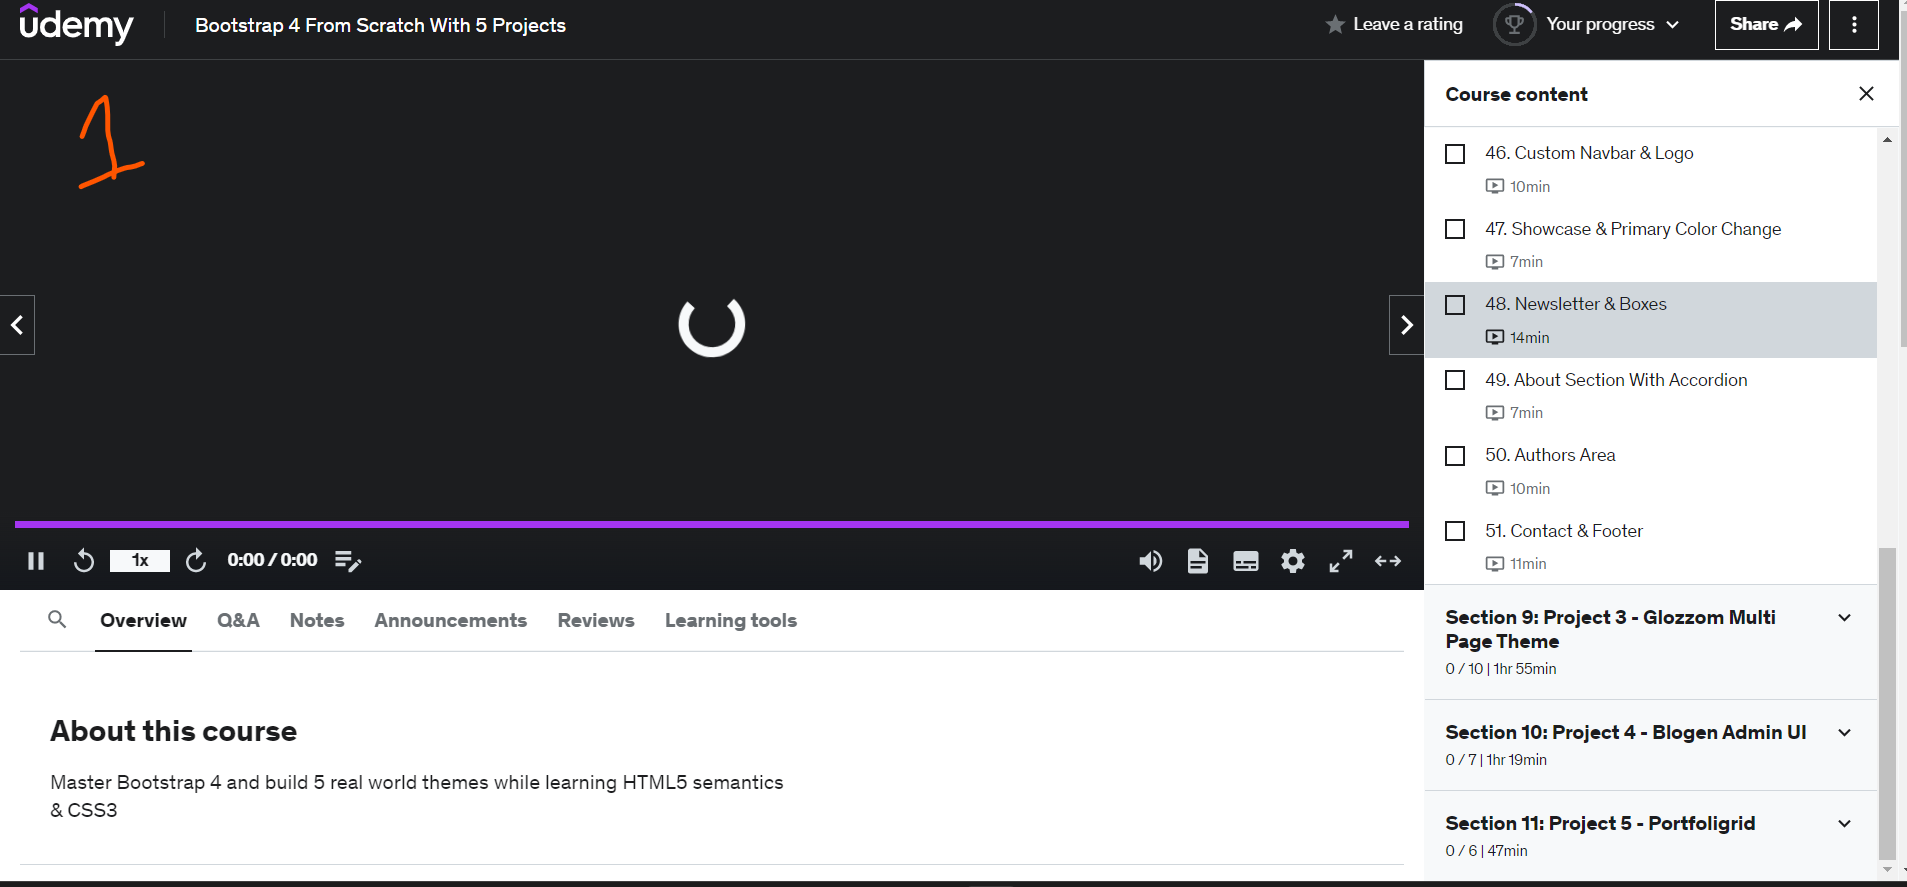 ûdemy
Bootstrap 4 From Scratch With 5 Projects
Leave a rating
Your progress
Share
1
1x
0:00 / 0:00
Overview
Q&A
Notes
Announcements
Reviews
Learning tools
About this course
Master Bootstrap 4 and build 5 real world themes while learning HTML5 semantics
& CSS3
Course content
46. Custom Navbar & Logo
10min
47. Showcase & Primary Color Change
7min
48. Newsletter & Boxes
14min
49. About Section With Accordion
7min
50. Authors Area
10min
51. Contact & Footer
11min
Section 9: Project 3 - Glozzom Multi
Page Theme
0 / 10 | 1hr 55min
Section 10: Project 4 - Blogen Admin UI
0 / 7 | 1hr 19min
Section 11: Project 5 - Portfoligrid
0 / 6 | 47min